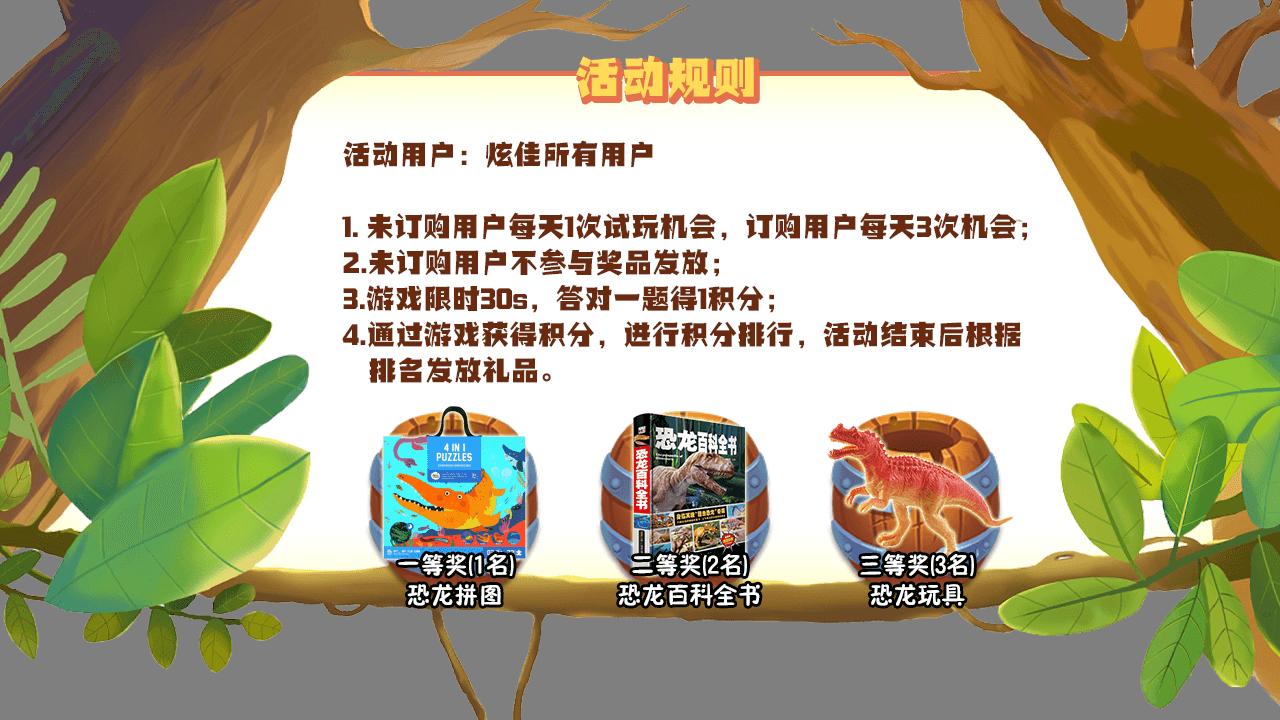 活动规则
活动用户：炫佳所有用户
1. 未订购用户每天1次试玩机会，订购用户每天3次机会；
2.未订购用户不参与奖品发放；
3.游戏限时30s，答对一题得1积分；
4.通过游戏获得积分，进行积分排行，活动结束后根据
排名发放礼品。
4 IN 1
PUZZLES
恐龙百科全书
恐龙百科全书
一等奖(1名)
恐龙拼图
二等奖(2名)
恐龙百科全书
三等奖(3名)
恐龙玩具